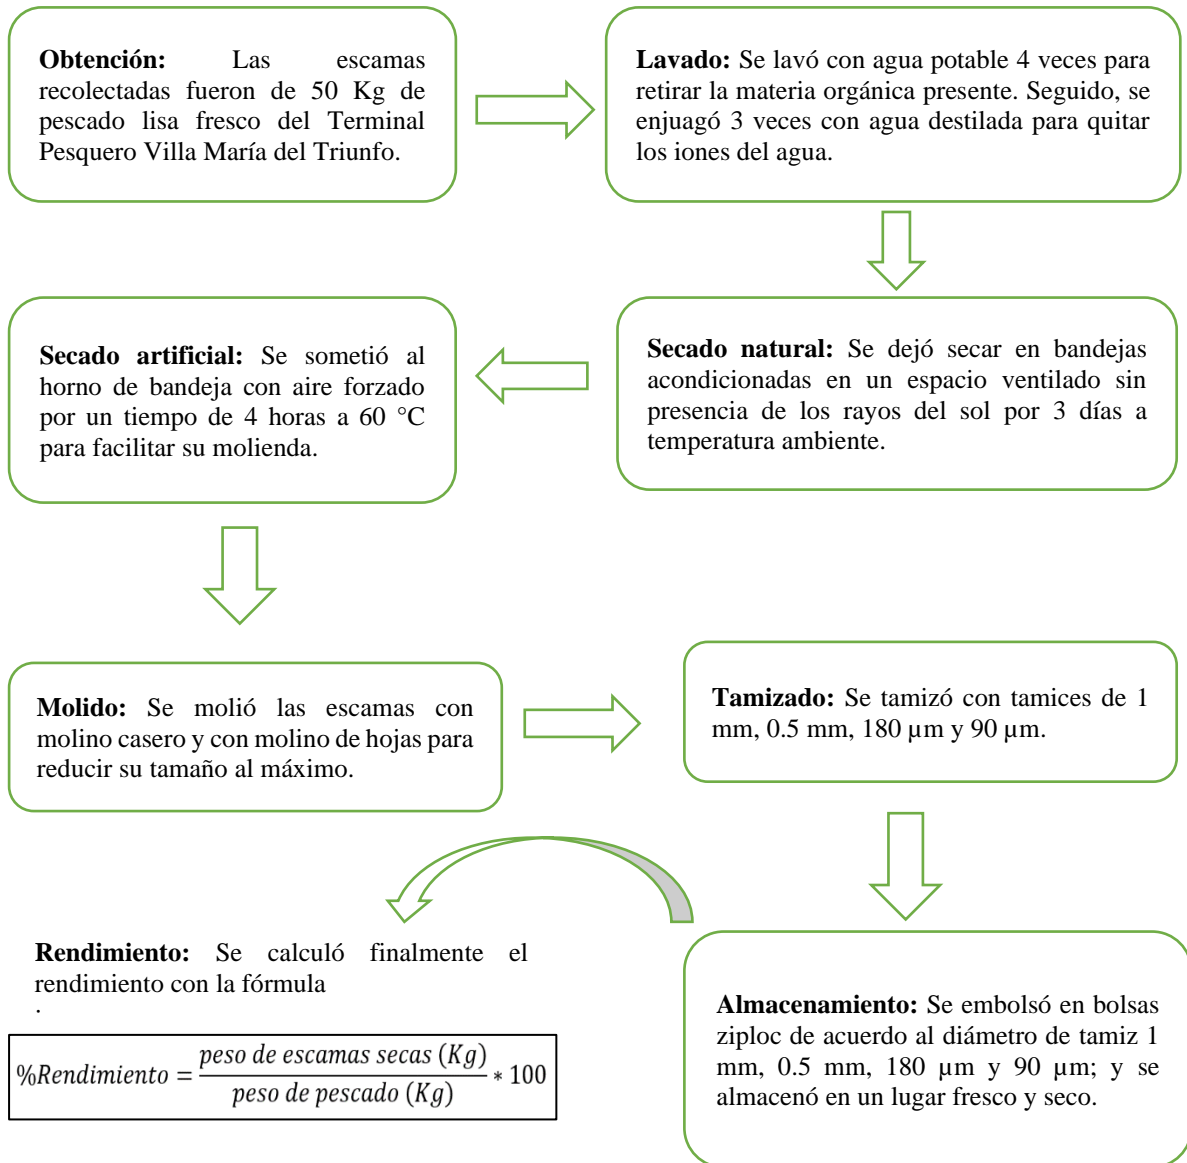 Obtención: Las escamas
recolectadas fueron de 50 Kg de
pescado lisa fresco del Terminal
Pesquero Villa María del Triunfo.
Lavado: Se lavó con agua potable 4 veces para
retirar la materia orgánica presente. Seguido, se
enjuagó 3 veces con agua destilada para quitar
los iones del agua.
Secado natural: Se dejó secar en bandejas
acondicionadas en un espacio ventilado sin
presencia de los rayos del sol por 3 días a
temperatura ambiente.
Secado artificial: Se sometió al
horno de bandeja con aire forzado
por un tiempo de 4 horas a 60 °C
para facilitar su molienda.
Molido: Se molió las escamas con
molino casero y con molino de hojas para
reducir su tamaño al máximo.
Tamizado: Se tamizó con tamices de 1
mm, 0.5 mm, 180 µm y 90 µm.
Almacenamiento: Se embolsó en bolsas
ziploc de acuerdo al diámetro de tamiz 1
mm, 0.5 mm, 180 µm y 90 µm; y se
almacenó en un lugar fresco y seco.
Rendimiento: Se calculó finalmente el
rendimiento con la fórmula
.
%Rendimiento = peso de escamas secas (Kg) / peso de pescado (Kg) * 100